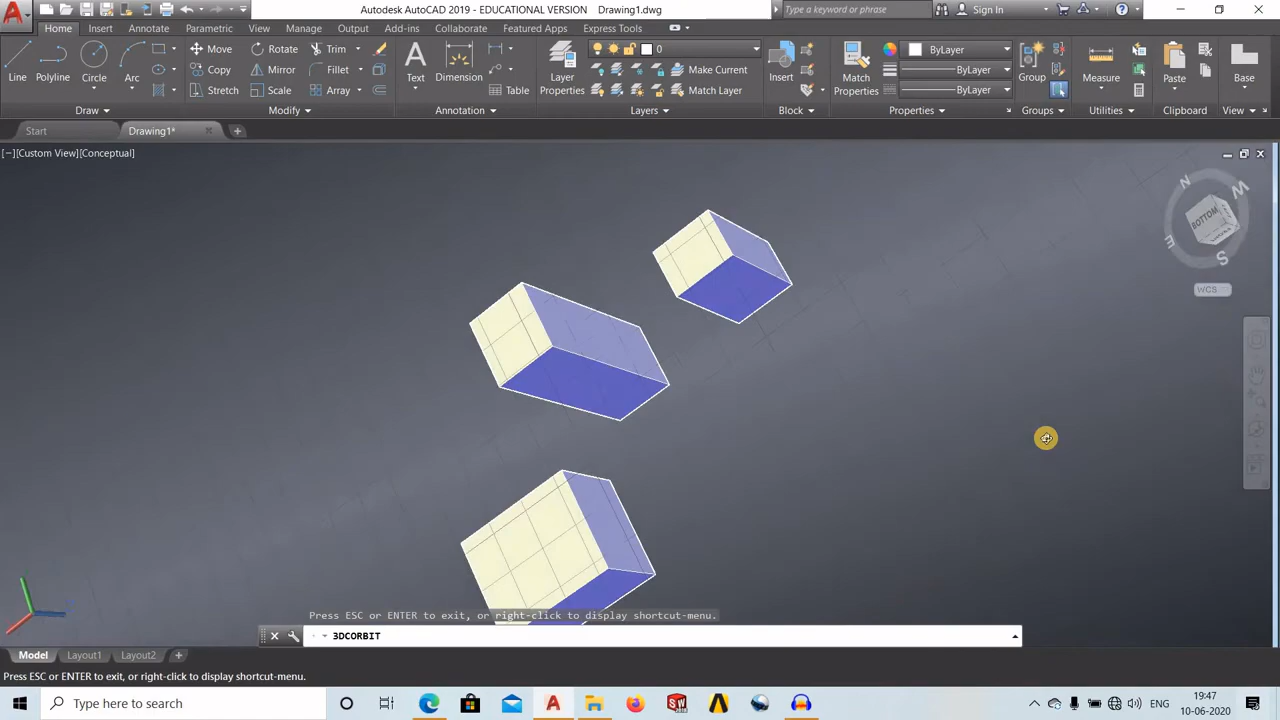 Autodesk AutoCAD 2019 - EDUCATIONAL VERSION Drawing1.dwg
Type a keyword or phrase
Sign In
Home Insert Annotate Parametric View Manage Output Add-ins Collaborate Express Tools Featured Apps
Line Polyline Circle Arc
Move Rotate Trim
Copy Mirror Fillet
Stretch Scale Array
Text Dimension Table
Layer Properties
0
Make Current
Match Layer
Insert
Match Properties
ByLayer
ByLayer
ByLayer
Group
Measure
Paste
Base
Draw Modify Annotation Layers Block Properties Groups Utilities Clipboard View
Start Drawing1*
[−][Custom View][Conceptual]
N W
BOTTOM
E S
WCS
Press ESC or ENTER to exit, or right-click to display shortcut-menu.
3DCORBIT
Model Layout1 Layout2
Press ESC or ENTER to exit, or right-click to display shortcut-menu.
Type here to search
ENG
19:47
10-06-2020